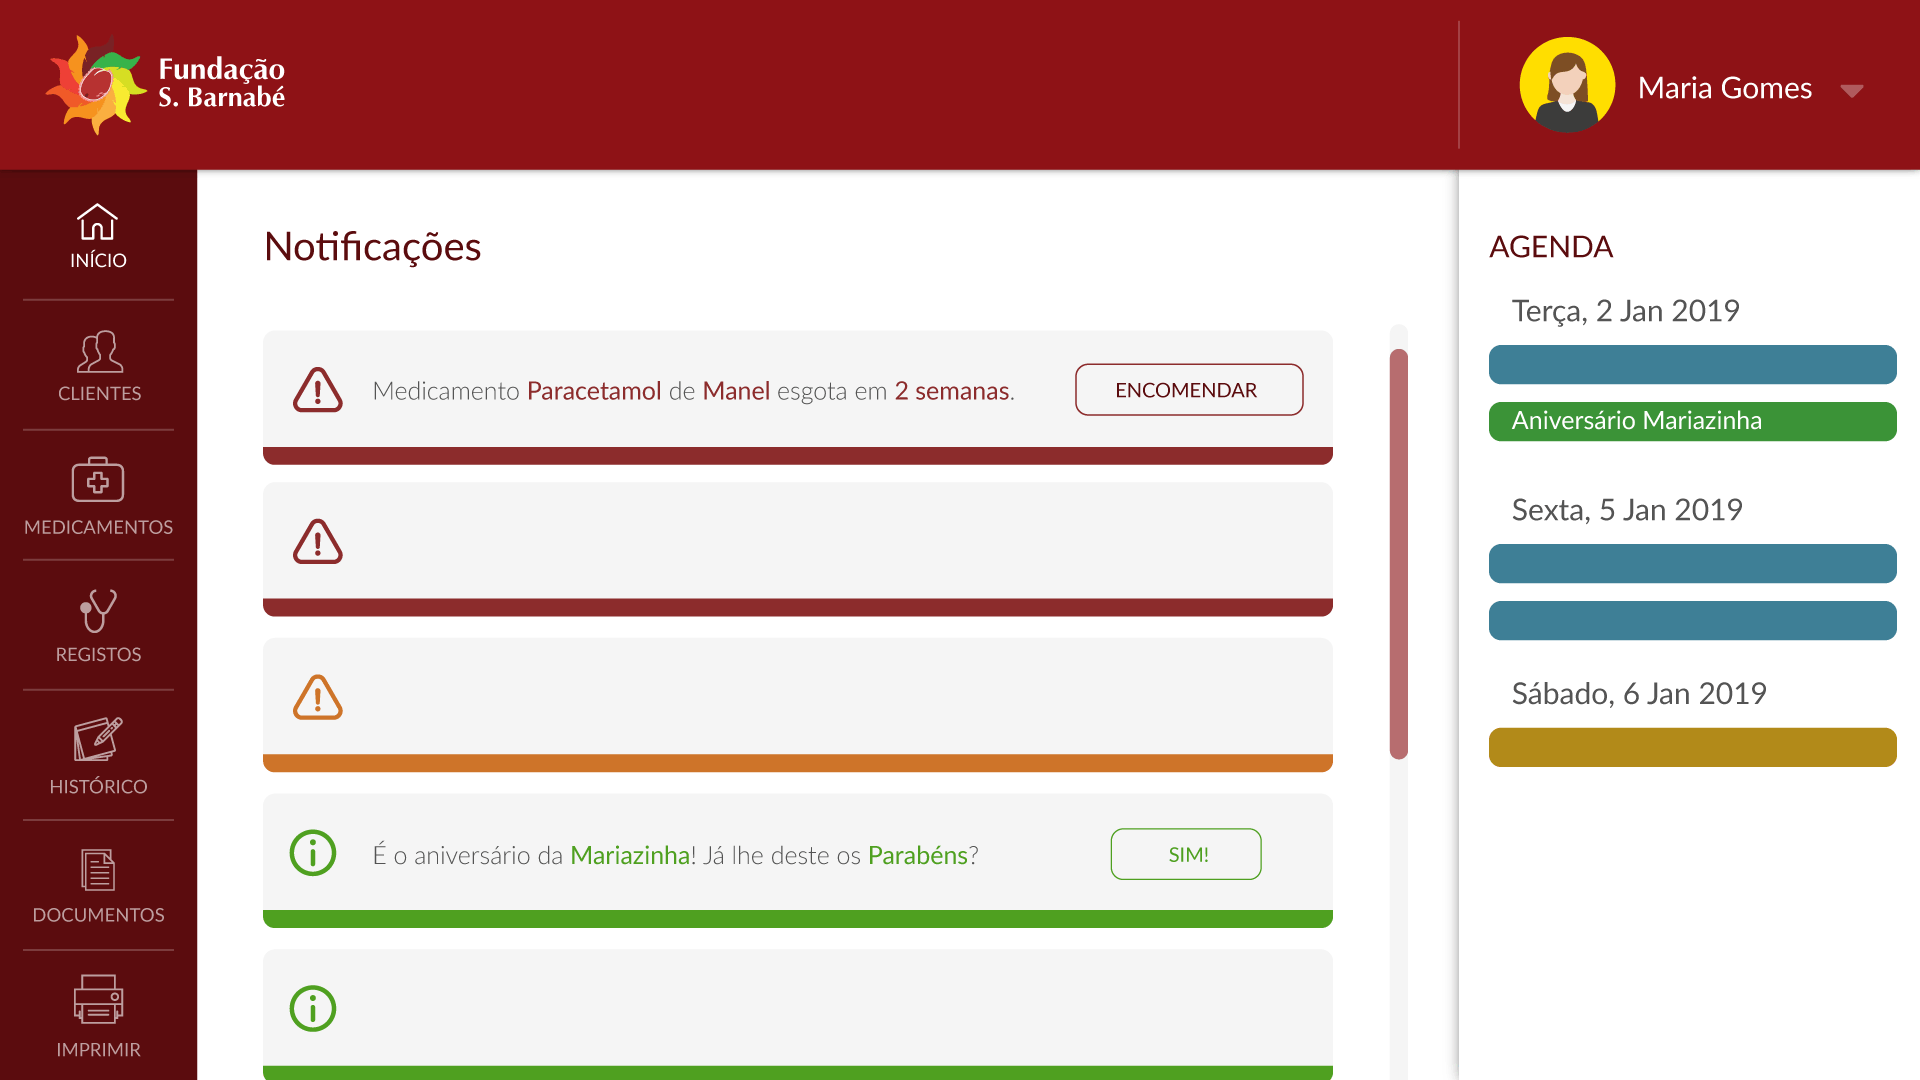 Fundação
S. Barnabé
Maria Gomes
INÍCIO
CLIENTES
MEDICAMENTOS
REGISTOS
HISTÓRICO
DOCUMENTOS
IMPRIMIR
Notificações
Medicamento Paracetamol de Manel esgota em 2 semanas.
ENCOMENDAR
É o aniversário da Mariazinha! Já lhe deste os Parabéns?
SIM!
AGENDA
Terça, 2 Jan 2019
Aniversário Mariazinha
Sexta, 5 Jan 2019
Sábado, 6 Jan 2019